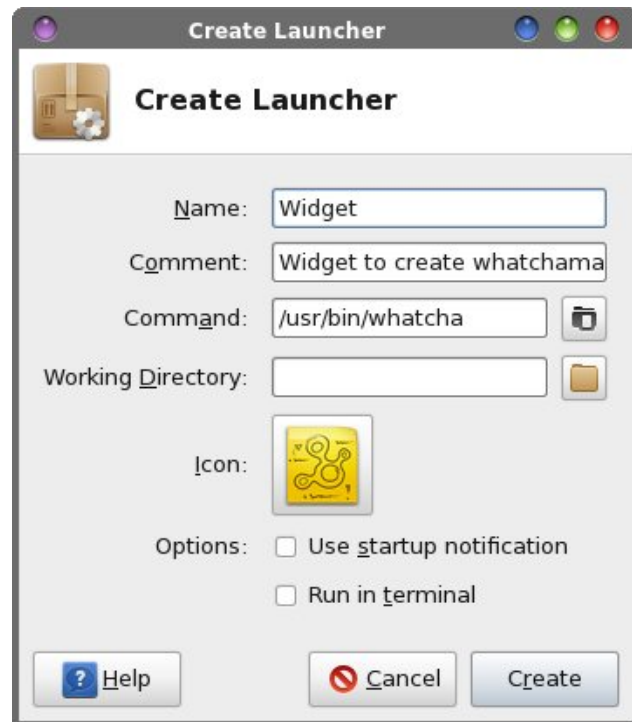 Create Launcher
Create Launcher
Name: Widget
Comment: Widget to create whatchama
Command: /usr/bin/whatcha
Working Directory:
Icon:
Options: Use startup notification
Run in terminal
Help Cancel Create